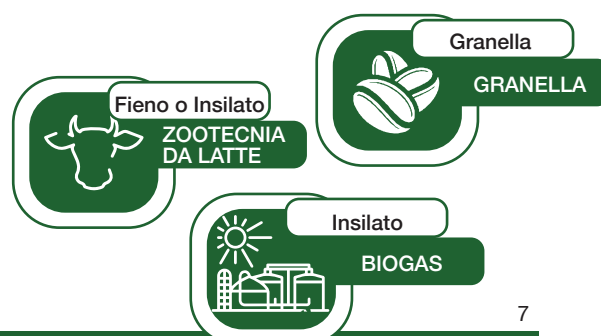 Granella
GRANELLA
Fieno o Insilato
ZOOTECNIA
DA LATTE
Insilato
BIOGAS
7